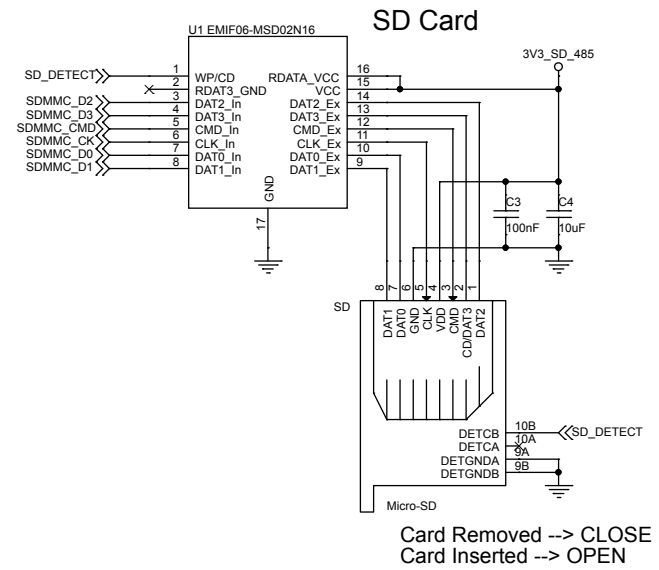 SD Card
U1 EMIF06-MSD02N16
3V3_SD_485
SD_DETECT 1 WP/CD RDATA_VCC 16
2 RDAT3_GND VCC 15
SDMMC_D2 3 DAT2_In DAT2_Ex 14
SDMMC_D3 4 DAT3_In DAT3_Ex 13
SDMMC_CMD 5 CMD_In CMD_Ex 12
SDMMC_CK 6 CLK_In CLK_Ex 11
SDMMC_D0 7 DAT0_In DAT0_Ex 10
SDMMC_D1 8 DAT1_In DAT1_Ex 9
GND
17
C3
100nF
C4
10uF
SD
8 7 6 5 4 3 2 1
DAT1 DAT0 GND CLK VDD CMD CD/DAT3 DAT2
DETCB 10B SD_DETECT
DETCA 10A
DETGNDA 9A
DETGNDB 9B
Micro-SD
Card Removed --> CLOSE
Card Inserted --> OPEN